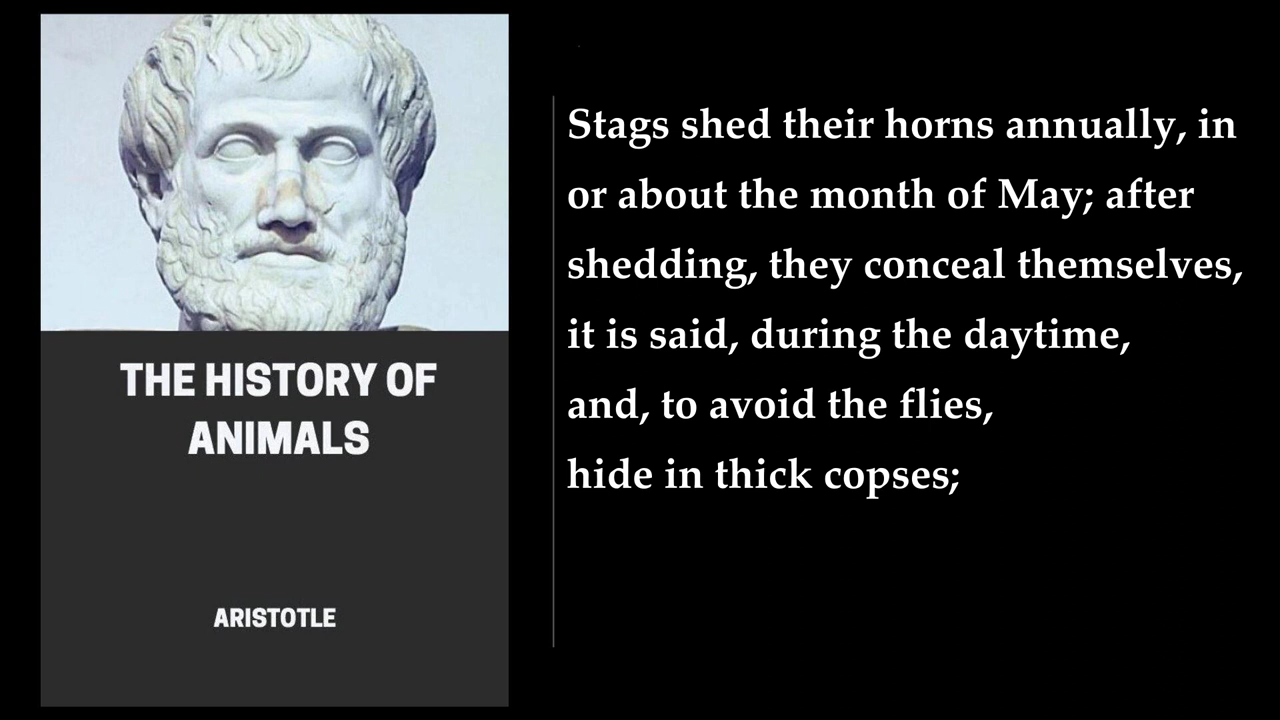 THE HISTORY OF
ANIMALS
ARISTOTLE
Stags shed their horns annually, in
or about the month of May; after
shedding, they conceal themselves,
it is said, during the daytime,
and, to avoid the flies,
hide in thick copses;